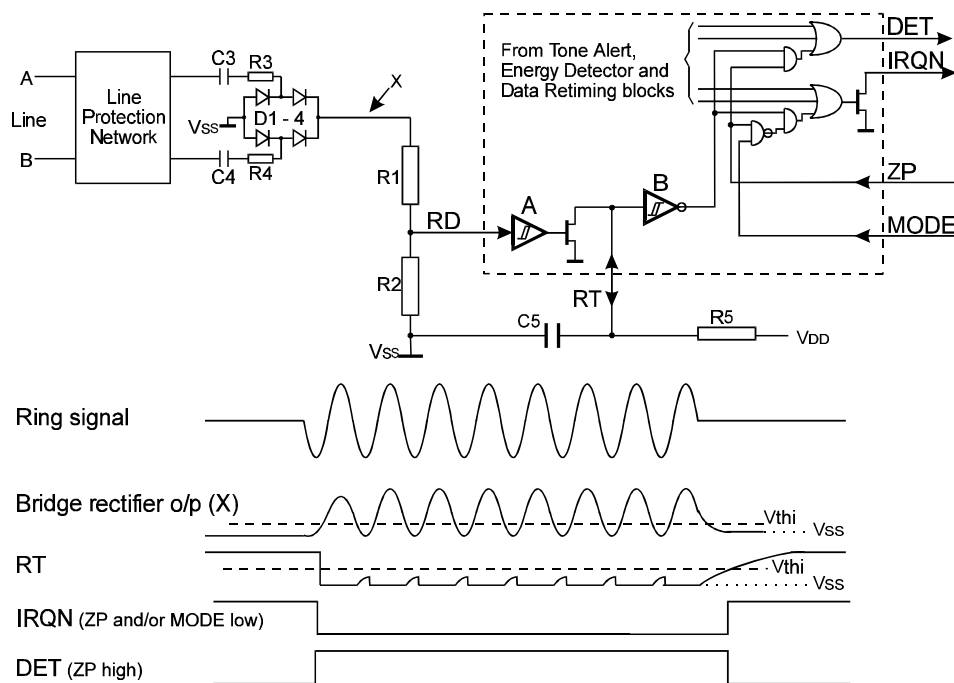 DET
From Tone Alert,
Energy Detector and
Data Retiming blocks
IRQN
C3
R3
X
A
Line
B
Line
Protection
Network
VSS
D1 - 4
C4
R4
R1
RD
A
B
ZP
MODE
R2
RT
C5
R5
VSS
VDD
Ring signal
Bridge rectifier o/p (X)
Vthi
VSS
RT
Vthi
VSS
IRQN (ZP and/or MODE low)
DET (ZP high)